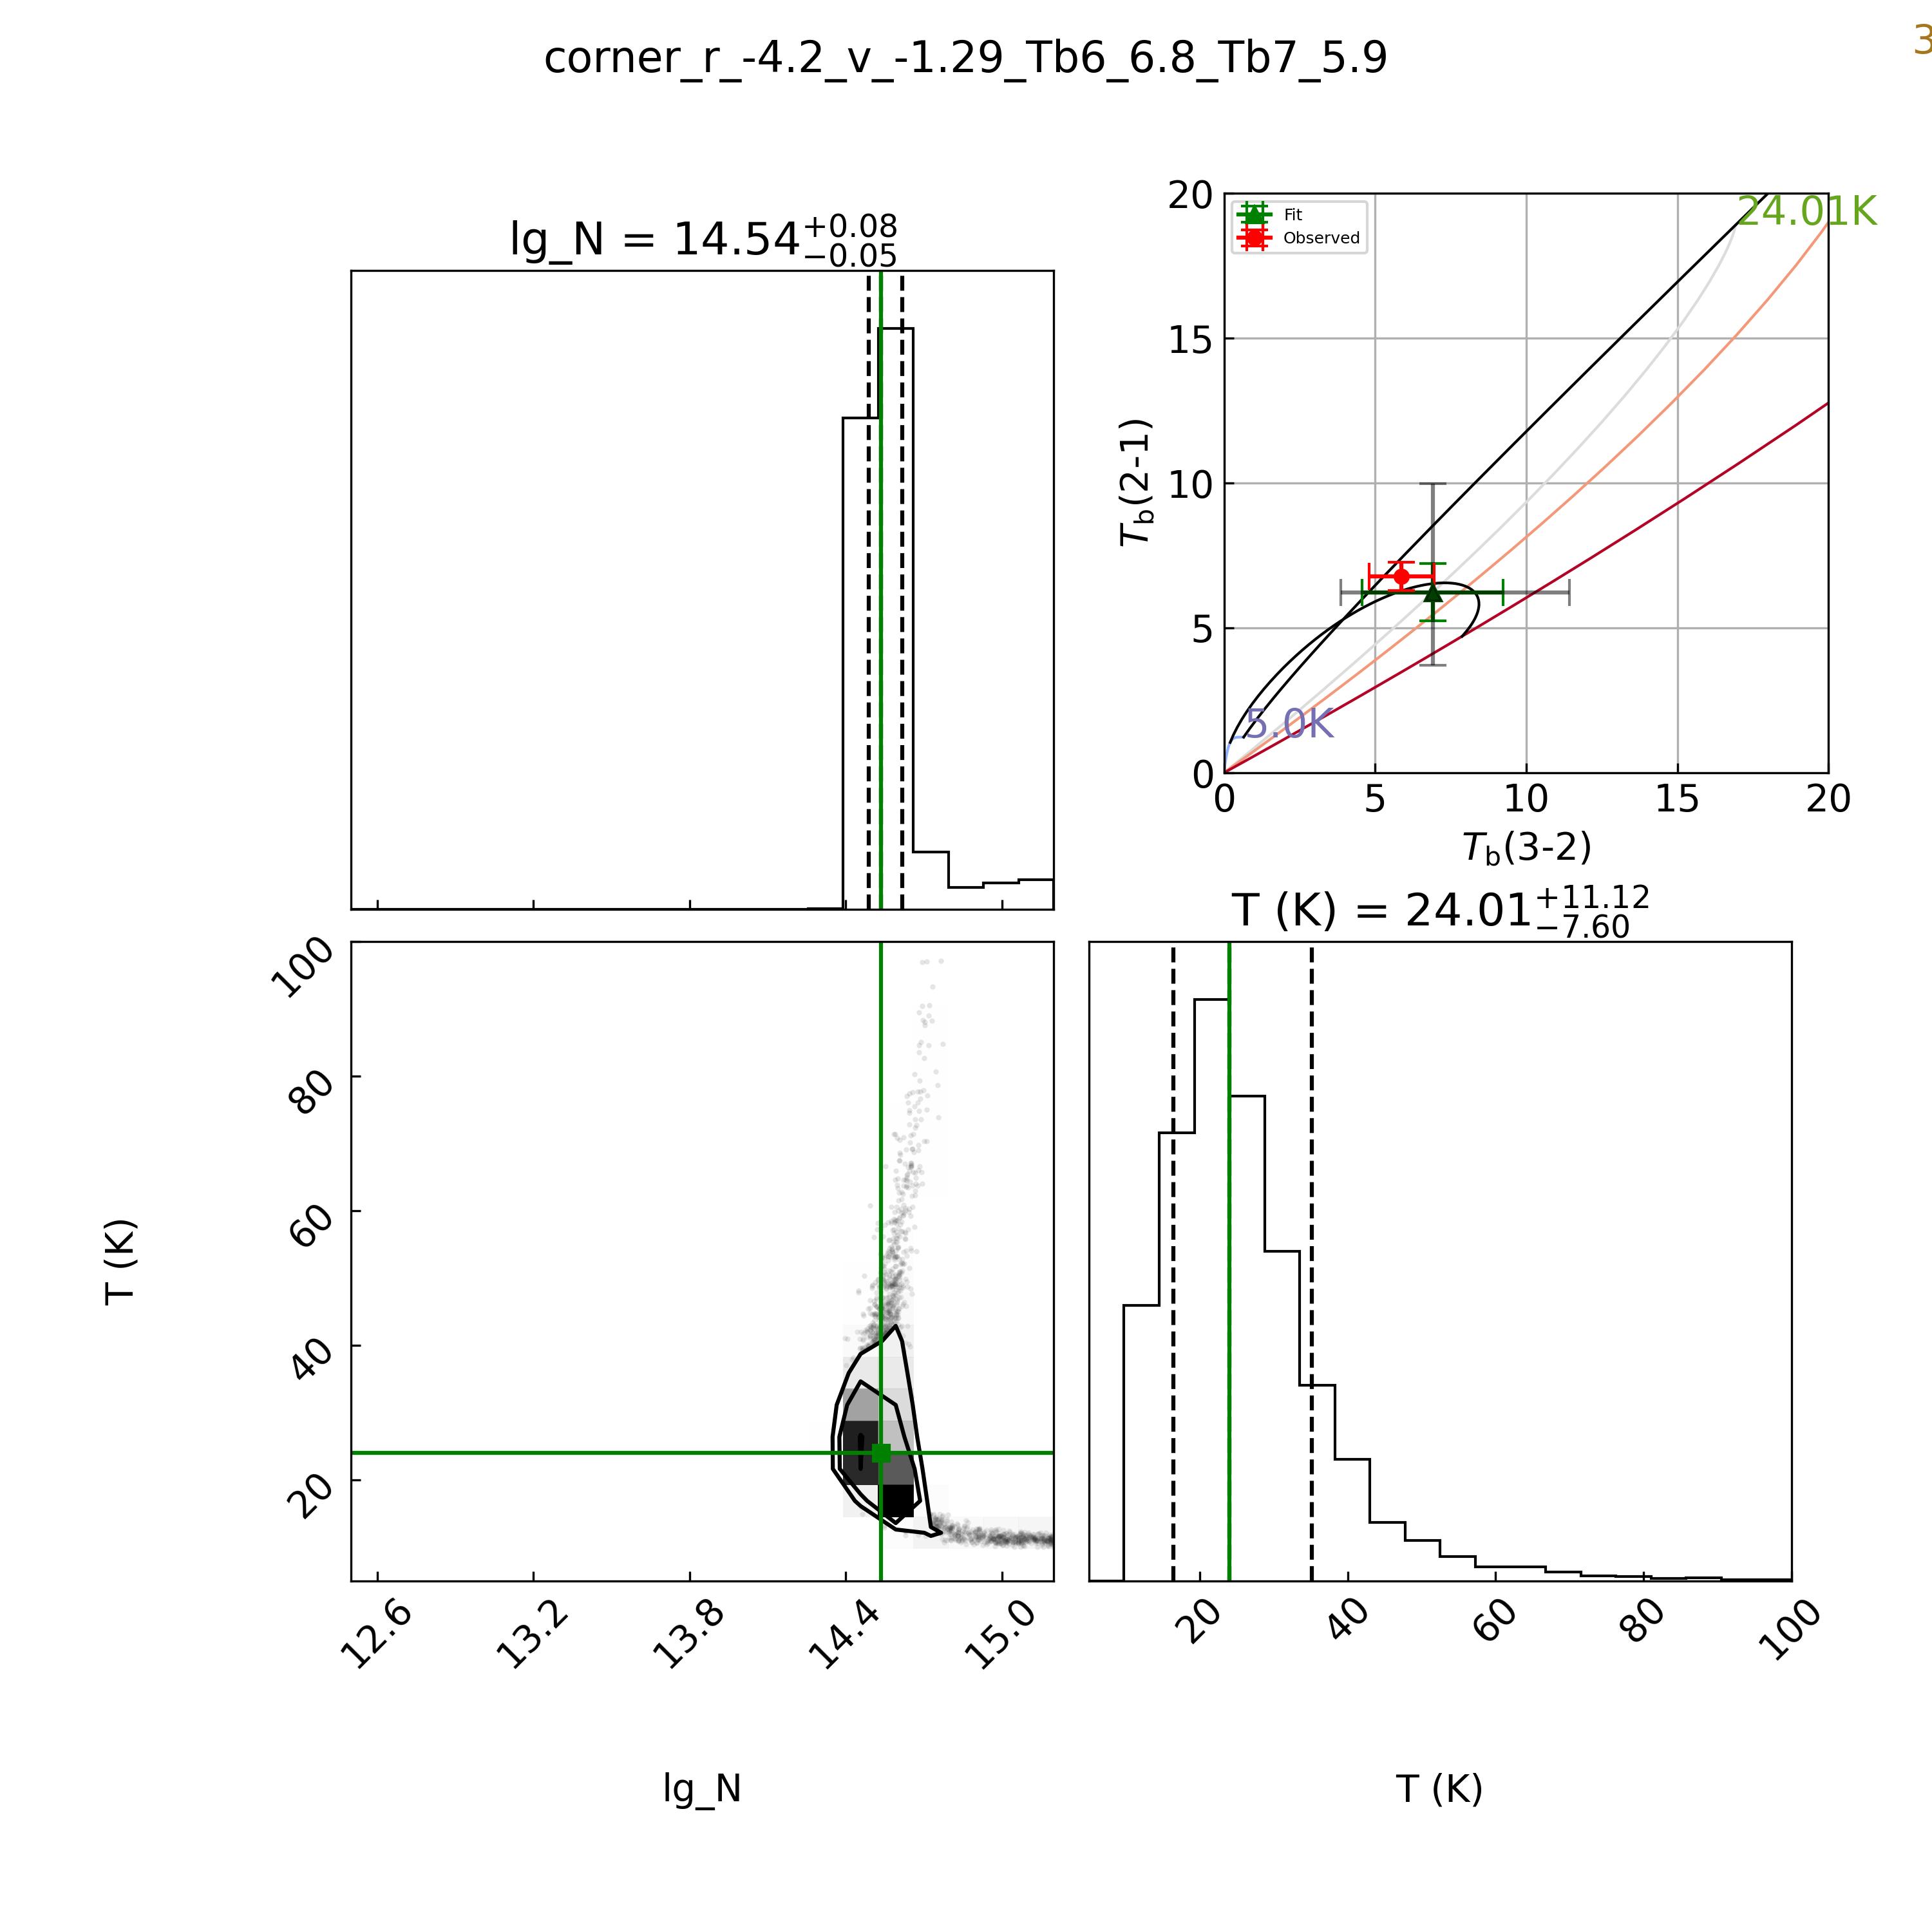 corner_r_-4.2_v_-1.29_Tb6_6.8_Tb7_5.9
3
lg_N = 14.54 +0.08 −0.05
20
15
10
5
0
T_b(2-1)
Fit
Observed
24.01K
5.0K
0 5 10 15 20
T_b(3-2)
T (K) = 24.01 +11.12 −7.60
100
80
60
40
20
T (K)
12.6 13.2 13.8 14.4 15.0
lg_N
20 40 60 80 100
T (K)